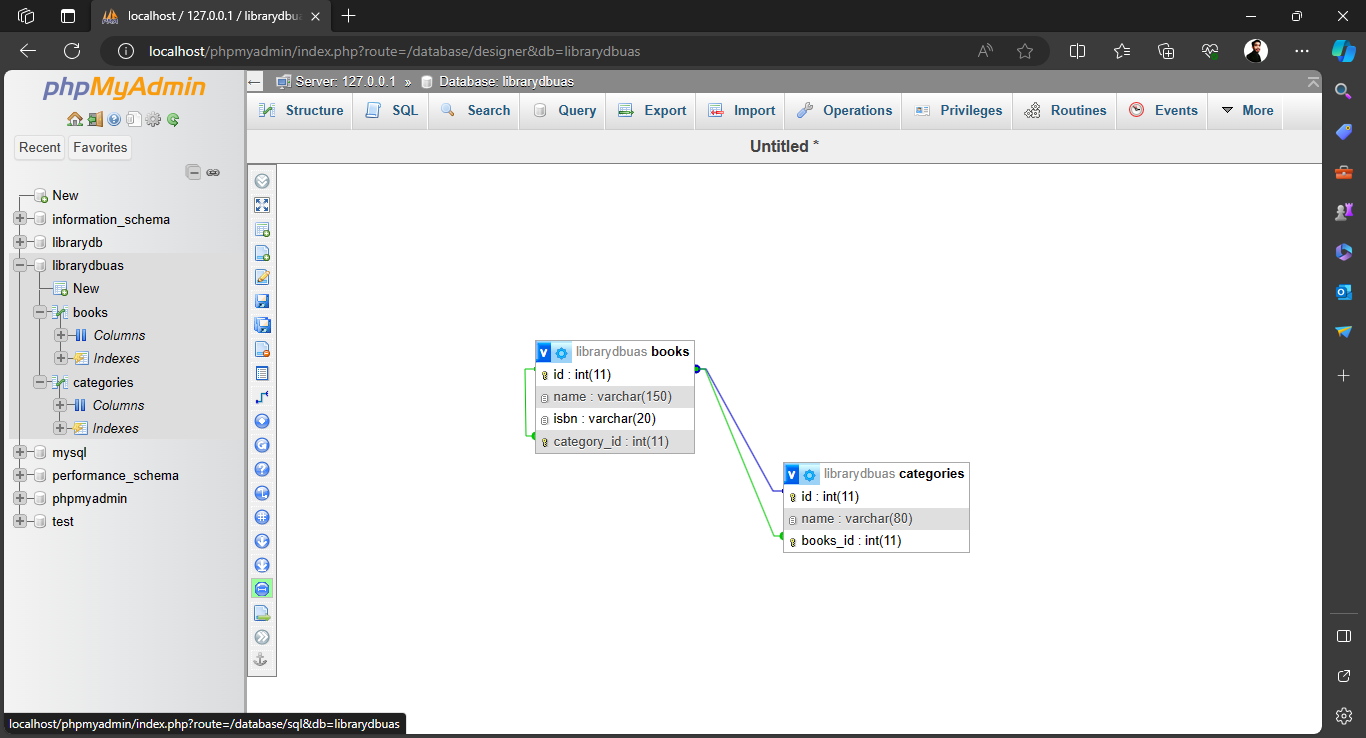 localhost / 127.0.0.1 / librarydbua
localhost/phpmyadmin/index.php?route=/database/designer&db=librarydbuas
phpMyAdmin
Recent
Favorites
New
information_schema
librarydb
librarydbuas
New
books
Columns
Indexes
categories
Columns
Indexes
mysql
performance_schema
phpmyadmin
test
Server: 127.0.0.1 » Database: librarydbuas
Structure SQL Search Query Export Import Operations Privileges Routines Events More
Untitled *
v librarydbuas books
id : int(11)
name : varchar(150)
isbn : varchar(20)
category_id : int(11)
v librarydbuas categories
id : int(11)
name : varchar(80)
books_id : int(11)
localhost/phpmyadmin/index.php?route=/database/sql&db=librarydbuas